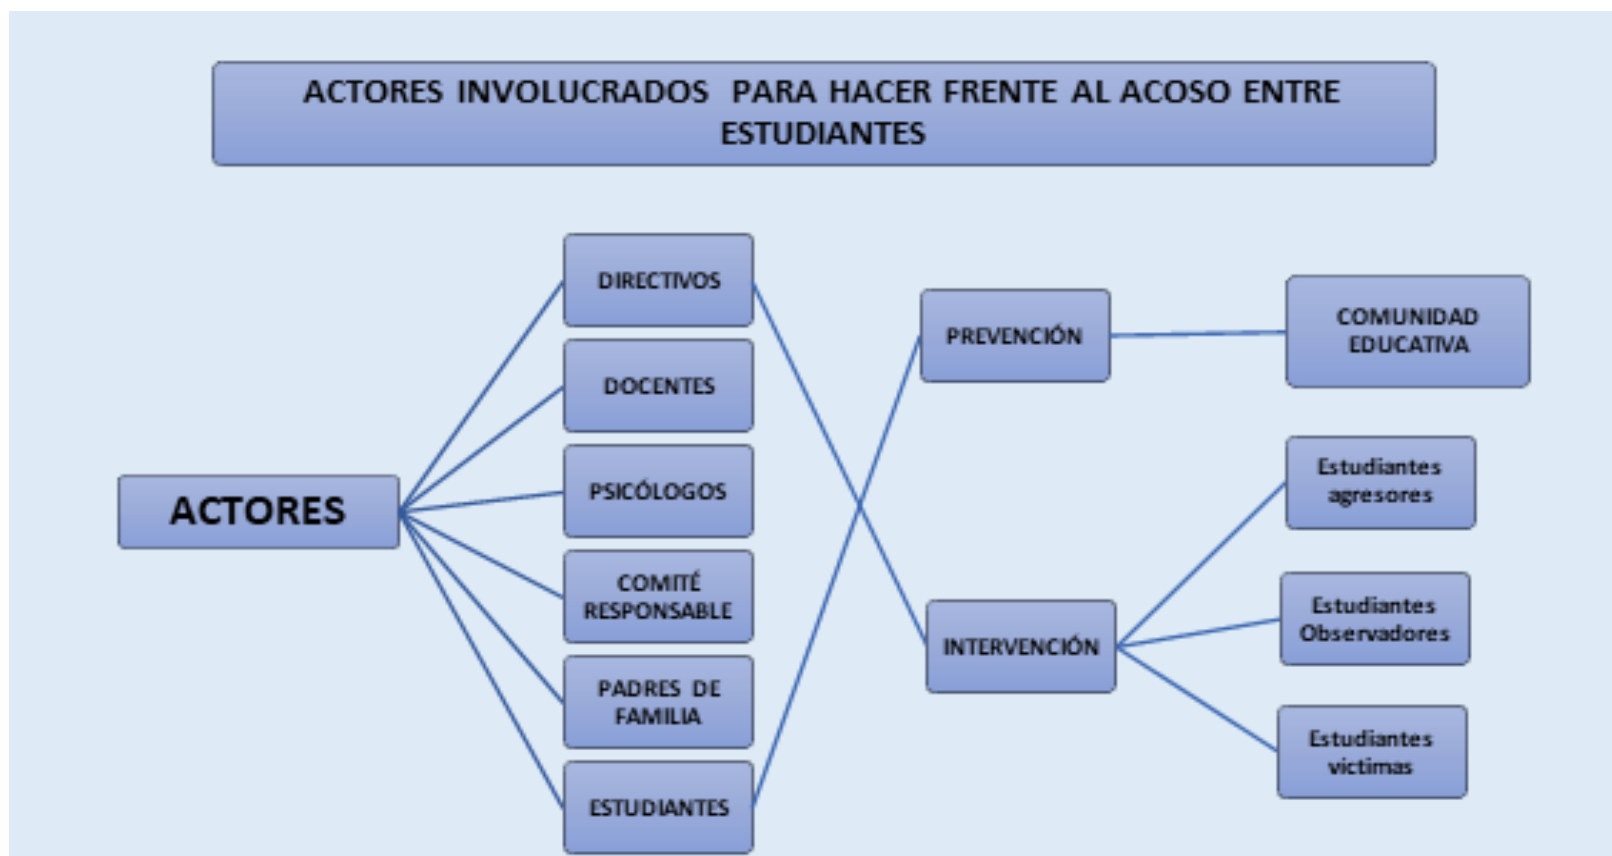 ACTORES INVOLUCRADOS PARA HACER FRENTE AL ACOSO ENTRE
ESTUDIANTES
ACTORES
DIRECTIVOS
DOCENTES
PSICÓLOGOS
COMITÉ
RESPONSABLE
PADRES DE
FAMILIA
ESTUDIANTES
PREVENCIÓN
INTERVENCIÓN
COMUNIDAD
EDUCATIVA
Estudiantes
agresores
Estudiantes
Observadores
Estudiantes
victimas